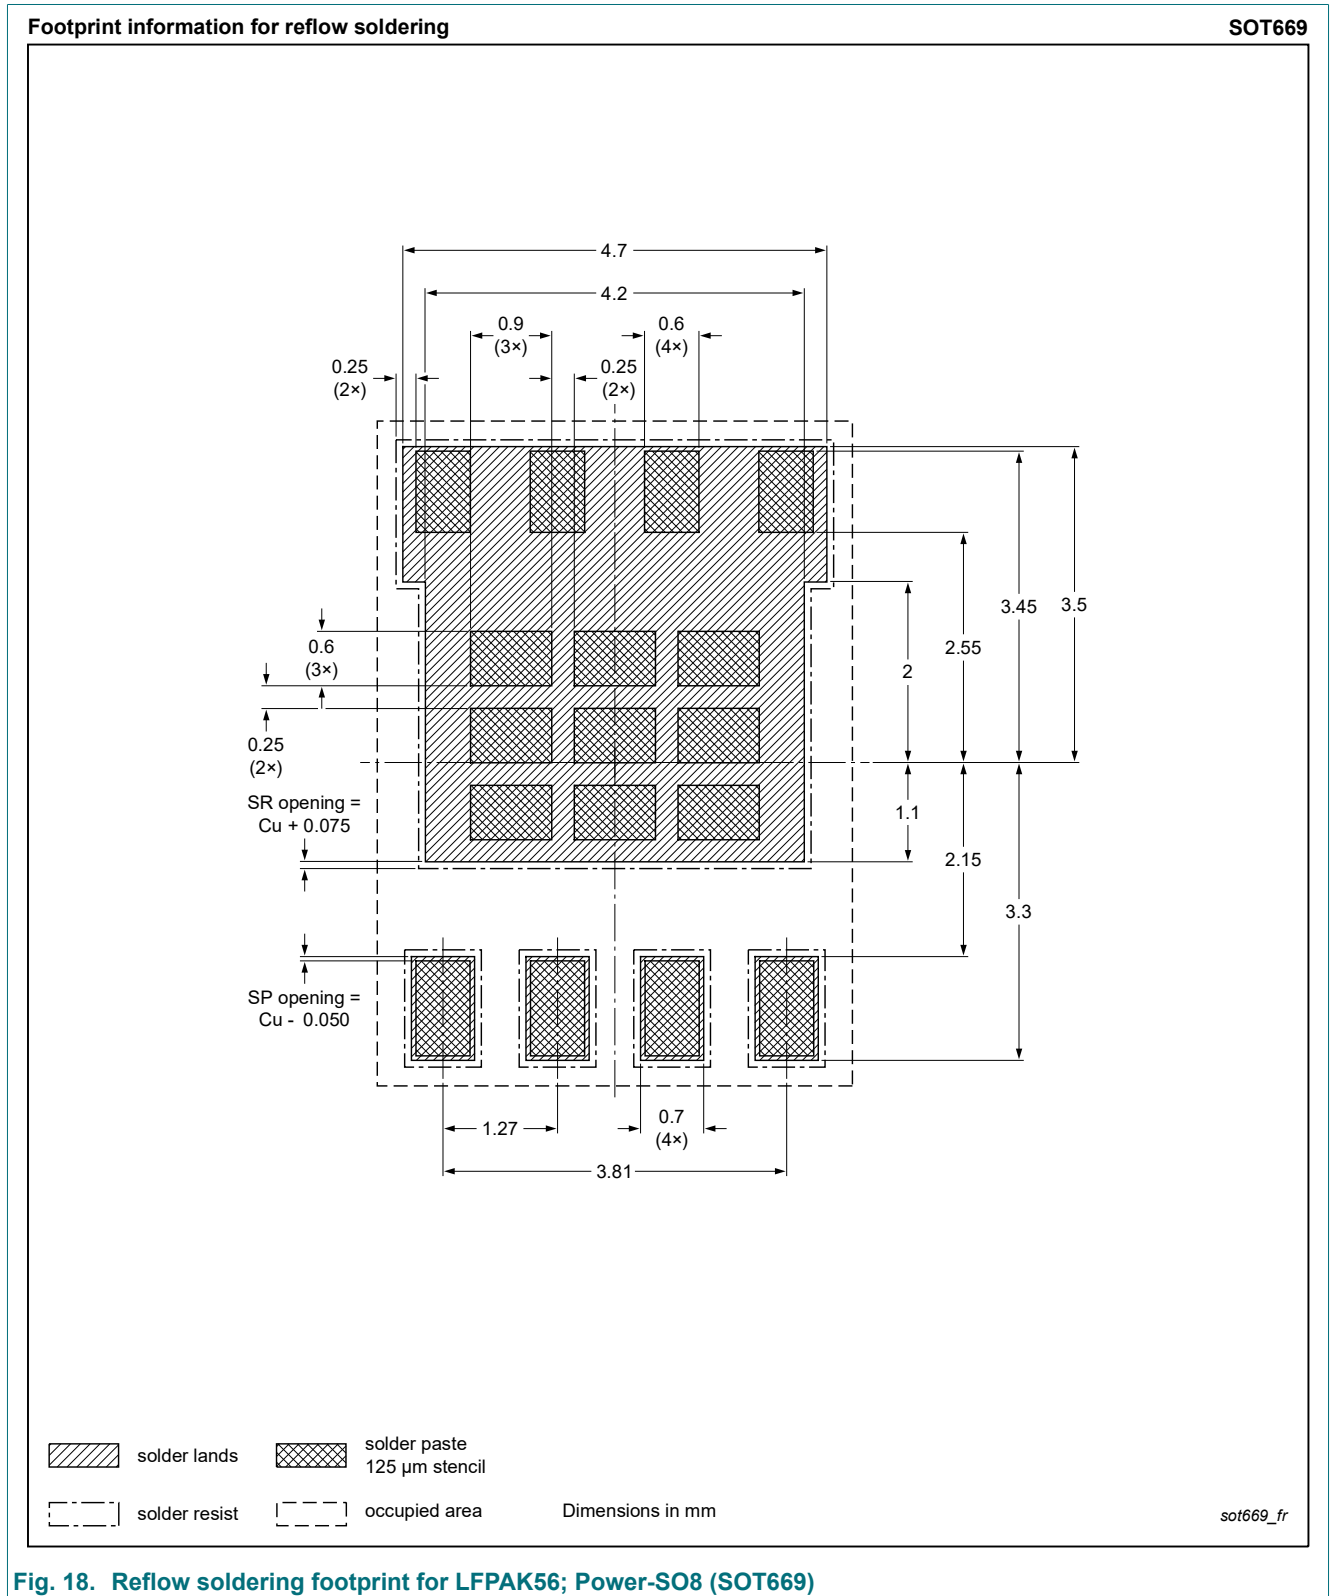 Footprint information for reflow soldering SOT669
4.7
4.2
0.9
(3×)
0.6
(4×)
0.25
(2×)
0.25
(2×)
3.45
3.5
2.55
2
0.6
(3×)
0.25
(2×)
SR opening =
Cu + 0.075
1.1
2.15
3.3
SP opening =
Cu - 0.050
1.27
0.7
(4×)
3.81
solder lands
solder paste
125 µm stencil
solder resist
occupied area
Dimensions in mm
sot669_fr
Fig. 18. Reflow soldering footprint for LFPAK56; Power-SO8 (SOT669)